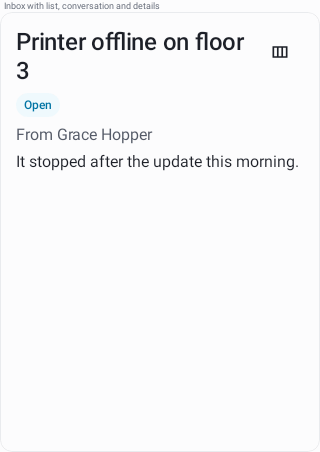 Inbox with list, conversation and details
Printer offline on floor
3
Open
From Grace Hopper
It stopped after the update this morning.